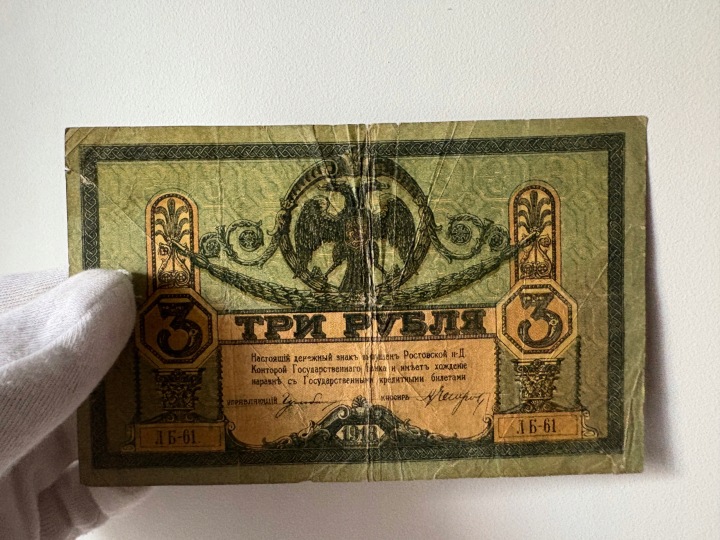 3
3
ТРИ РУБЛЯ
Настоящій денежный знакъ выпущенъ Ростовской н-Д.
Конторой Государственнаго Банка и имѣетъ хожденіе
наравнѣ съ Государственными кредитными билетами
УПРАВЛЯЮЩІЙ КАССИРЪ
ЛБ-61 1918 ЛБ-61